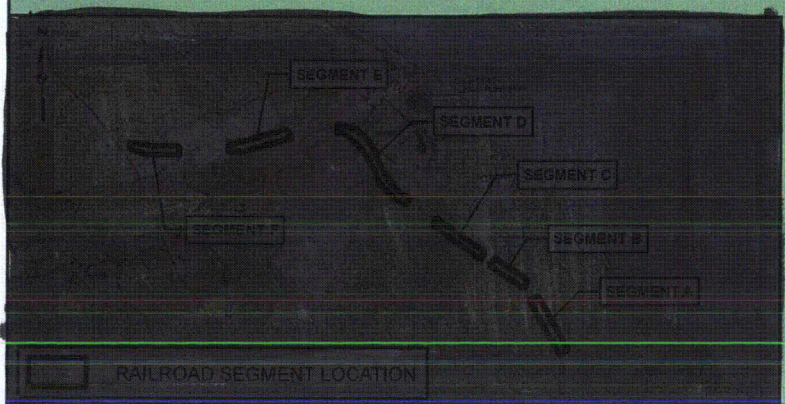 SEGMENT E
SEGMENT D
SEGMENT C
SEGMENT F
SEGMENT B
SEGMENT A
RAILROAD SEGMENT LOCATION